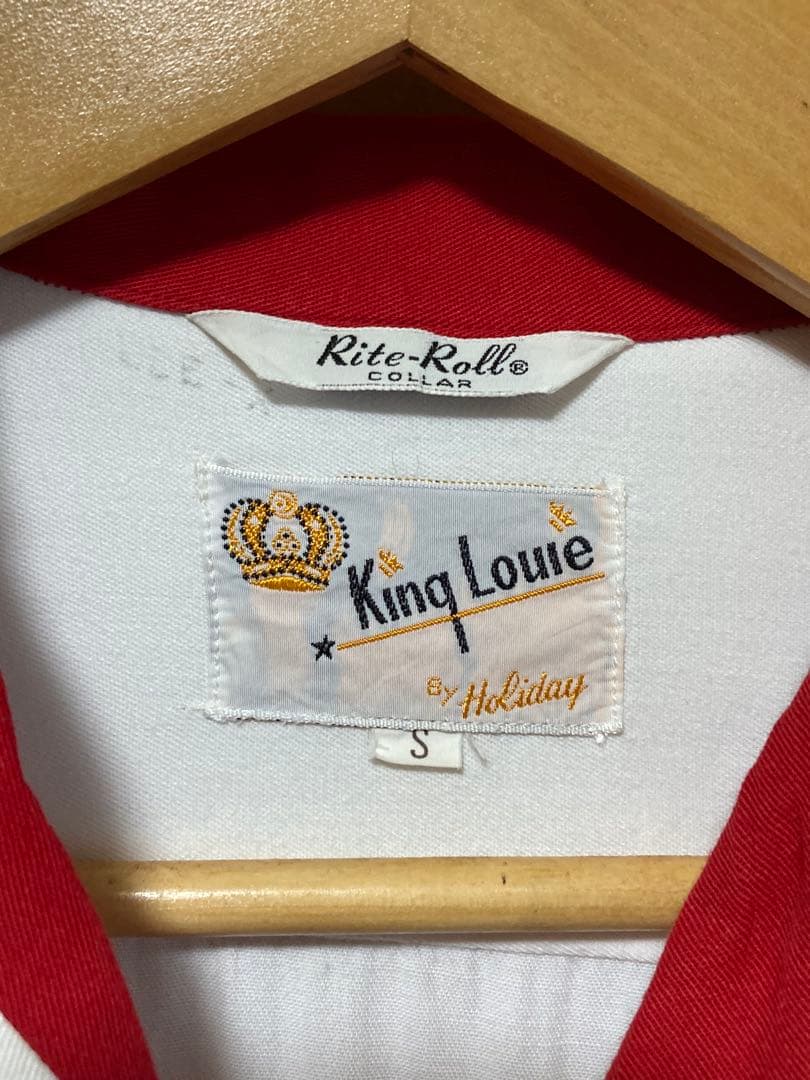 Rite-Roll®
COLLAR
King Louie
By Holiday
S